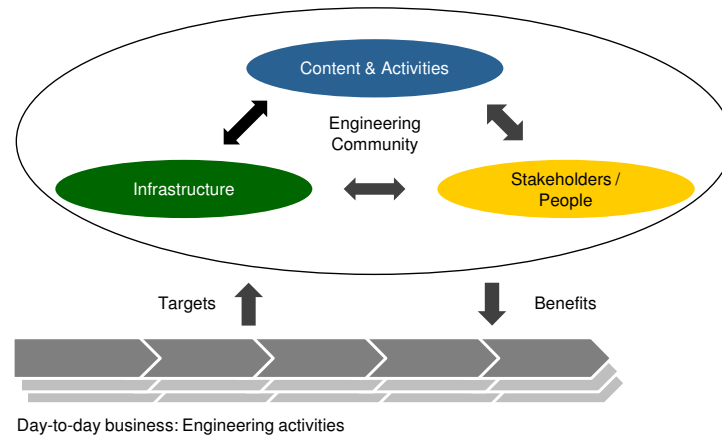 Content & Activities
Engineering
Community
Infrastructure
Stakeholders /
People
Targets
Benefits
Day-to-day business: Engineering activities